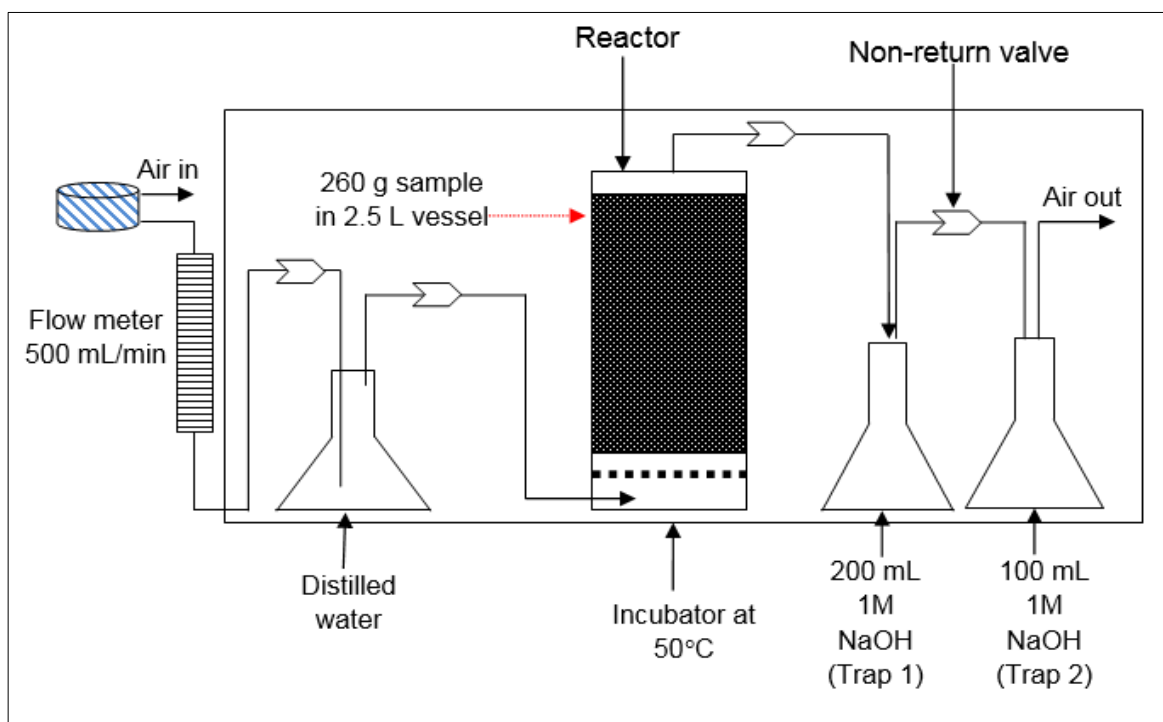 Reactor
Non-return valve
Air in
260 g sample
in 2.5 L vessel
Air out
Flow meter
500 mL/min
Distilled
water
Incubator at
50°C
200 mL
1M
NaOH
(Trap 1)
100 mL
1M
NaOH
(Trap 2)